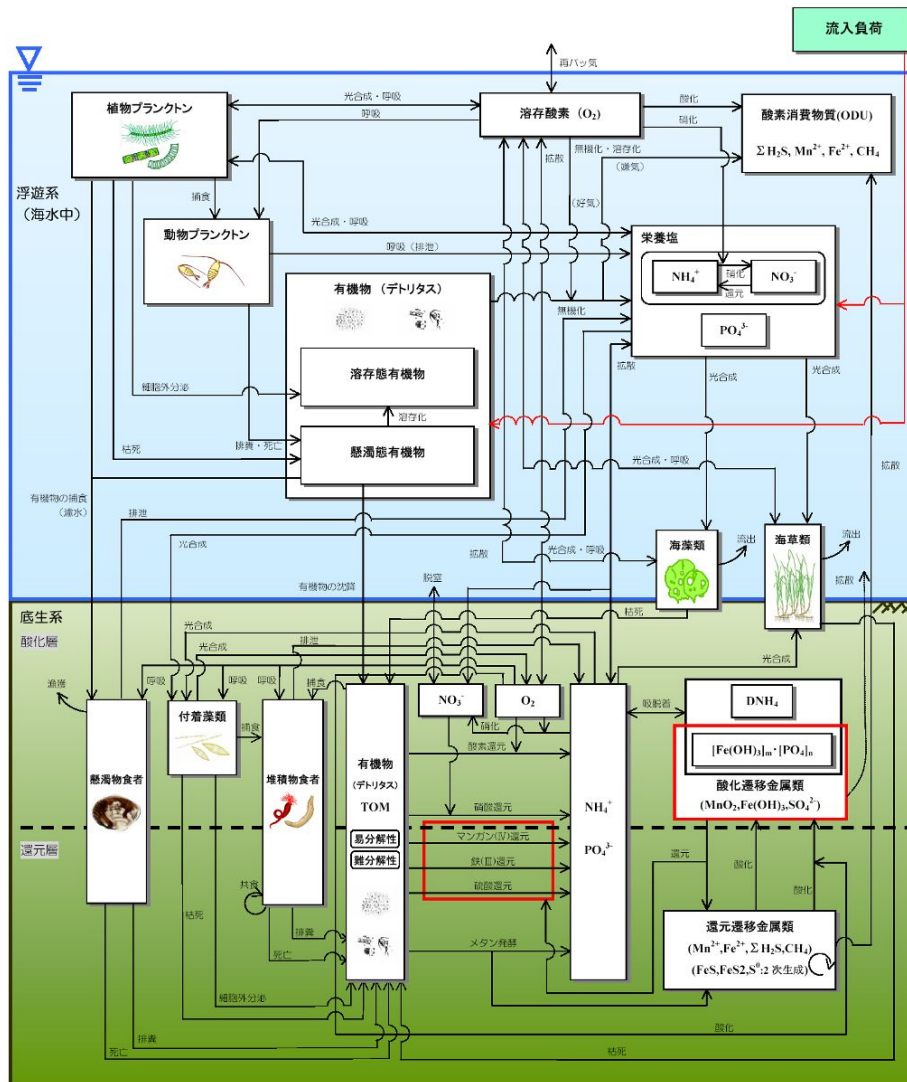 流入負荷
再バッ気
植物プランクトン
光合成・呼吸
呼吸
溶存酸素（O₂）
酸化
硝化
酸素消費物質(ODU)
ΣH₂S, Mn²⁺, Fe²⁺, CH₄
拡散
無機化・溶存化
（嫌気）
（好気）
浮遊系
（海水中）
捕食
光合成・呼吸
動物プランクトン
呼吸（排泄）
栄養塩
NH₄⁺
硝化
還元
NO₃⁻
PO₄³⁻
有機物（デトリタス）
無機化
拡散
溶存態有機物
細胞外分泌
溶存化
懸濁態有機物
排糞・死亡
枯死
光合成
光合成
光合成・呼吸
拡散
有機物の捕食
（濾水）
排泄
光合成
拡散
光合成・呼吸
海藻類
流出
海草類
流出
拡散
脱窒
有機物の沈降
底生系
酸化層
光合成
光合成
排泄
枯死
光合成
漁獲
呼吸
呼吸
呼吸
捕食
NO₃⁻
O₂
硝化
吸脱着
DNH₄
[Fe(OH)₃]m・[PO₄]n
酸化遷移金属類
(MnO₂,Fe(OH)₃,SO₄²⁻)
付着藻類
捕食
懸濁物食者
堆積物食者
有機物
(デトリタス)
TOM
酸素還元
硝酸還元
NH₄⁺
PO₄³⁻
還元層
易分解性
難分解性
マンガン(Ⅳ)還元
鉄(Ⅲ)還元
硫酸還元
還元
酸化
酸化
共食
枯死
排糞
死亡
メタン発酵
還元遷移金属類
(Mn²⁺,Fe²⁺,ΣH₂S,CH₄)
(FeS,FeS2,S⁰:2次生成)
細胞外分泌
排糞
死亡
酸化
枯死